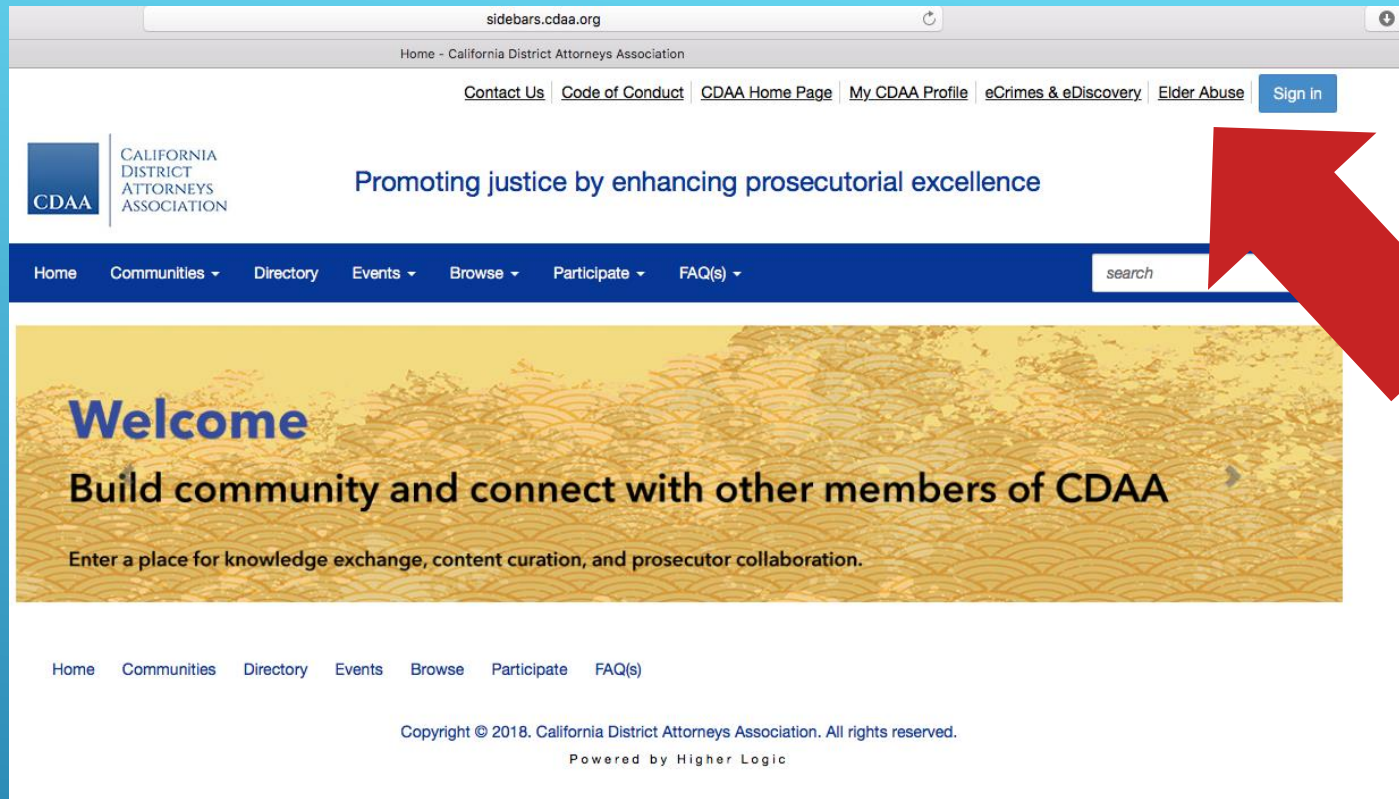 sidebars.cdaa.org
Home - California District Attorneys Association
Contact Us Code of Conduct CDAA Home Page My CDAA Profile eCrimes & eDiscovery Elder Abuse Sign in
CDAA
CALIFORNIA
DISTRICT
ATTORNEYS
ASSOCIATION
Promoting justice by enhancing prosecutorial excellence
Home Communities Directory Events Browse Participate FAQ(s) search
Welcome
Build community and connect with other members of CDAA
Enter a place for knowledge exchange, content curation, and prosecutor collaboration.
Home Communities Directory Events Browse Participate FAQ(s)
Copyright © 2018. California District Attorneys Association. All rights reserved.
Powered by Higher Logic